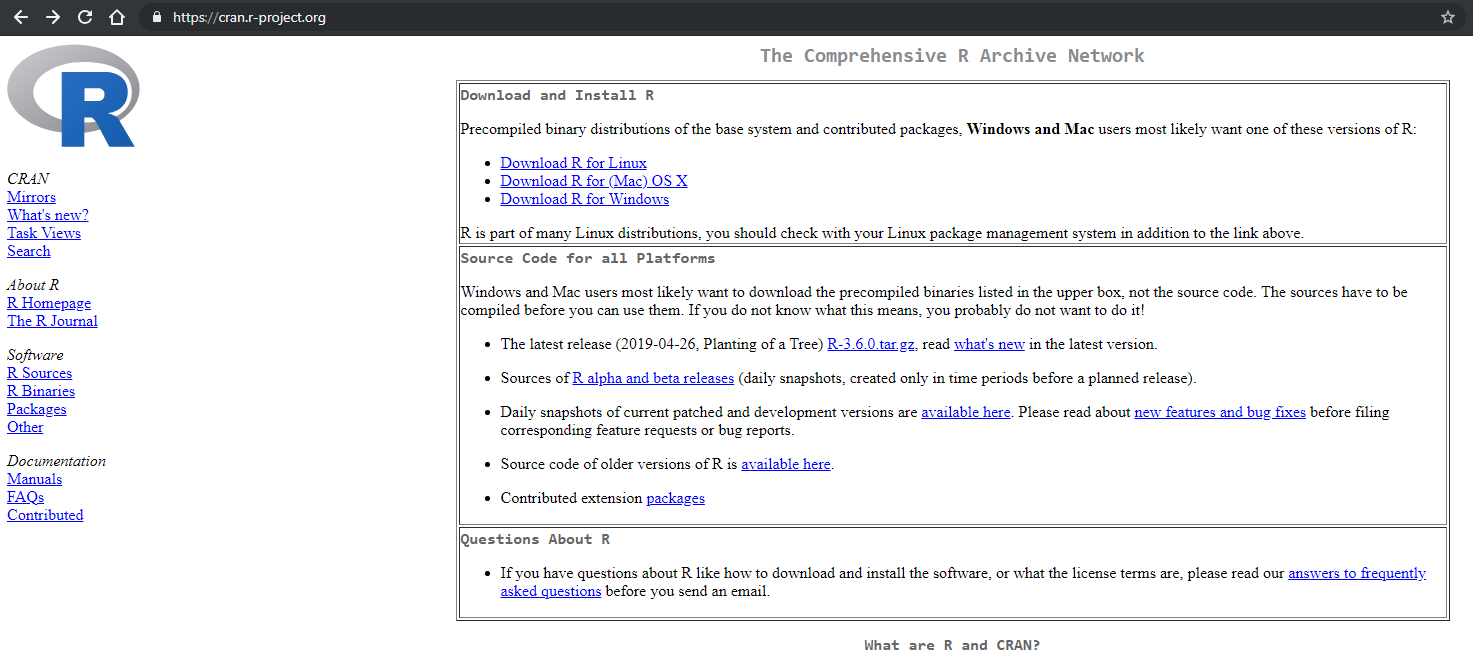 https://cran.r-project.org
R
CRAN
Mirrors
What's new?
Task Views
Search
About R
R Homepage
The R Journal
Software
R Sources
R Binaries
Packages
Other
Documentation
Manuals
FAQs
Contributed
The Comprehensive R Archive Network
Download and Install R
Precompiled binary distributions of the base system and contributed packages, Windows and Mac users most likely want one of these versions of R:
• Download R for Linux
• Download R for (Mac) OS X
• Download R for Windows
R is part of many Linux distributions, you should check with your Linux package management system in addition to the link above.
Source Code for all Platforms
Windows and Mac users most likely want to download the precompiled binaries listed in the upper box, not the source code. The sources have to be
compiled before you can use them. If you do not know what this means, you probably do not want to do it!
• The latest release (2019-04-26, Planting of a Tree) R-3.6.0.tar.gz, read what's new in the latest version.
• Sources of R alpha and beta releases (daily snapshots, created only in time periods before a planned release).
• Daily snapshots of current patched and development versions are available here. Please read about new features and bug fixes before filing
corresponding feature requests or bug reports.
• Source code of older versions of R is available here.
• Contributed extension packages
Questions About R
• If you have questions about R like how to download and install the software, or what the license terms are, please read our answers to frequently
asked questions before you send an email.
What are R and CRAN?